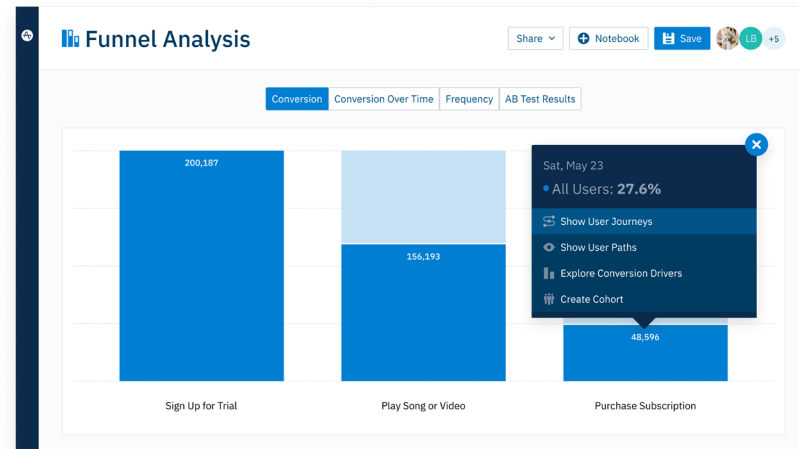 Funnel Analysis
Share
Notebook
Save
LB
+5
Conversion
Conversion Over Time
Frequency
AB Test Results
200,187
156,193
48,596
Sat, May 23
All Users: 27.6%
Show User Journeys
Show User Paths
Explore Conversion Drivers
Create Cohort
Sign Up for Trial
Play Song or Video
Purchase Subscription